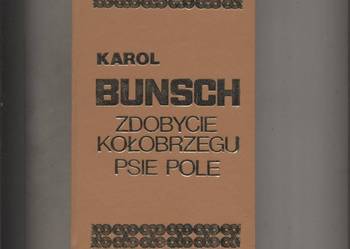 KAROL
BUNSCH
ZDOBYCIE
KOŁOBRZEGU
PSIE POLE